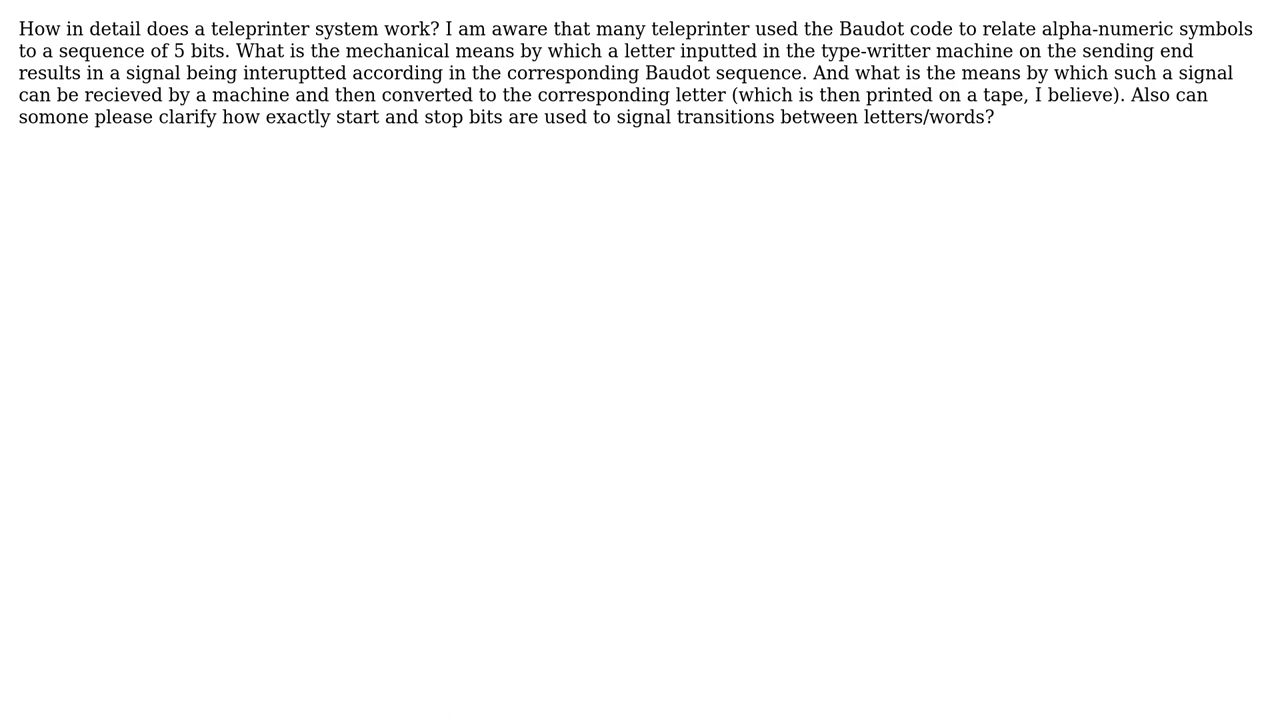 How in detail does a teleprinter system work? I am aware that many teleprinter used the Baudot code to relate alpha-numeric symbols
to a sequence of 5 bits. What is the mechanical means by which a letter inputted in the type-writter machine on the sending end
results in a signal being interuptted according in the corresponding Baudot sequence. And what is the means by which such a signal
can be recieved by a machine and then converted to the corresponding letter (which is then printed on a tape, I believe). Also can
somone please clarify how exactly start and stop bits are used to signal transitions between letters/words?